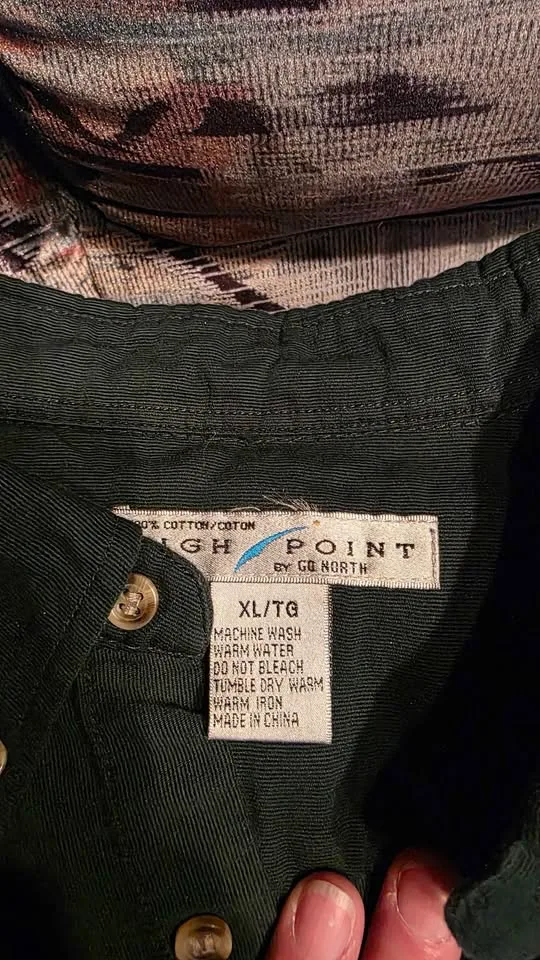 0% COTTON/COTON
IGH POINT
BY GO NORTH
XL/TG
MACHINE WASH
WARM WATER
DO NOT BLEACH
TUMBLE DRY WARM
WARM IRON
MADE IN CHINA